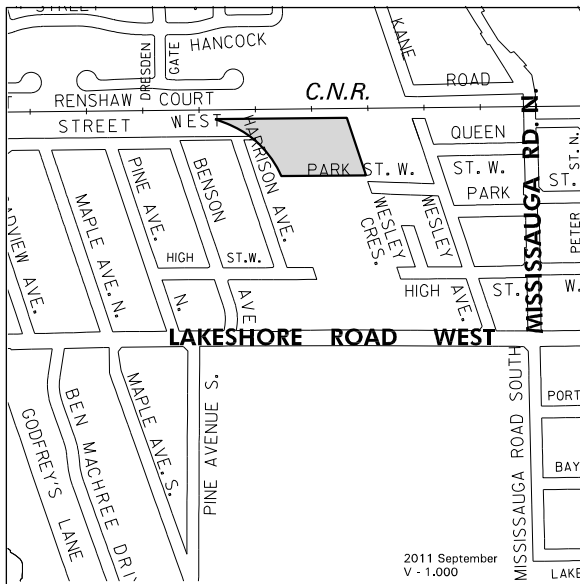 STREET
HANCOCK
DRESDEN
GATE
KANE
ROAD
C.N.R.
RENSHAW COURT
STREET WEST
QUEEN
MISSISSAUGA RD. N.
ST. N.
HARRISON AVE.
PARK ST. W.
ST. W.
PARK
ST.
PINE AVE.
BENSON
MAPLE AVE. N.
WESLEY
CRES.
WESLEY
PETER
HIGH ST.W.
N.
AVE
HIGH
AVE.
ST.
W.
LAKESHORE ROAD WEST
GODFREY'S LANE
BEN MACHREE DRI
MAPLE AVE. S.
PINE AVENUE S.
MISSISSAUGA ROAD SOUTH
PORT
BAY
2011 September
V - 1.000
LAKE